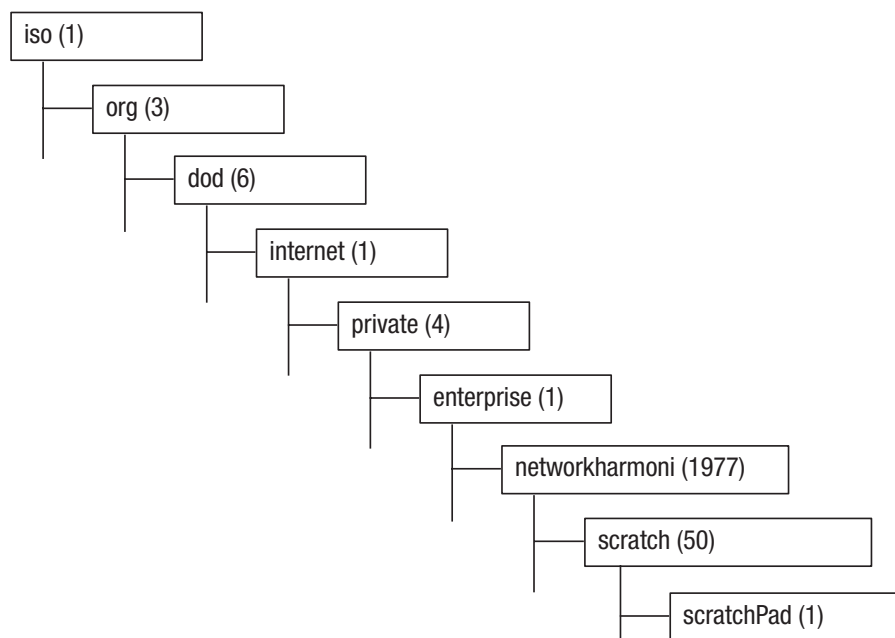 iso (1)
org (3)
dod (6)
internet (1)
private (4)
enterprise (1)
networkharmoni (1977)
scratch (50)
scratchPad (1)